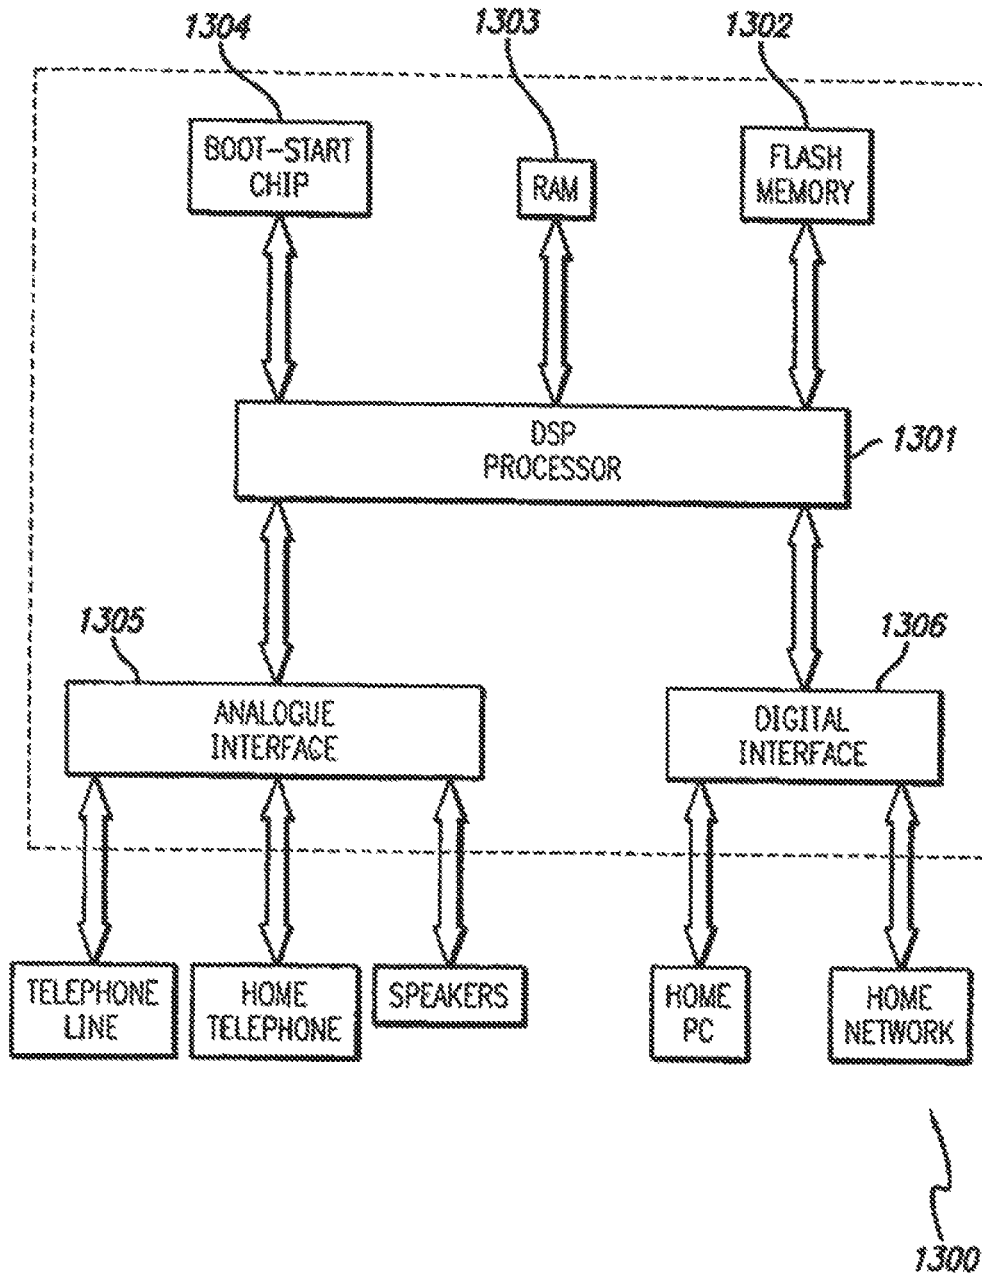 1304
1303
1302
BOOT-START
CHIP
RAM
FLASH
MEMORY
DSP
PROCESSOR
1301
1305
1306
ANALOGUE
INTERFACE
DIGITAL
INTERFACE
TELEPHONE
LINE
HOME
TELEPHONE
SPEAKERS
HOME
PC
HOME
NETWORK
1300